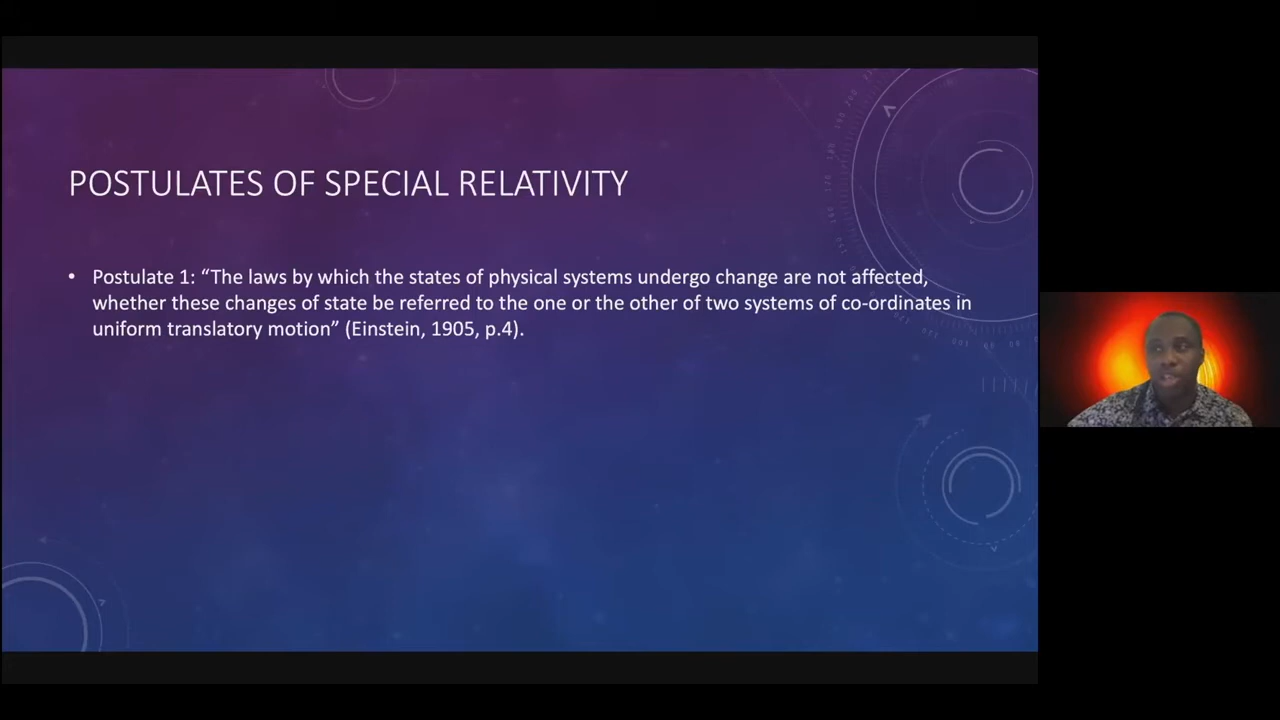 POSTULATES OF SPECIAL RELATIVITY
• Postulate 1: “The laws by which the states of physical systems undergo change are not affected,
whether these changes of state be referred to the one or the other of two systems of co-ordinates in
uniform translatory motion” (Einstein, 1905, p.4).